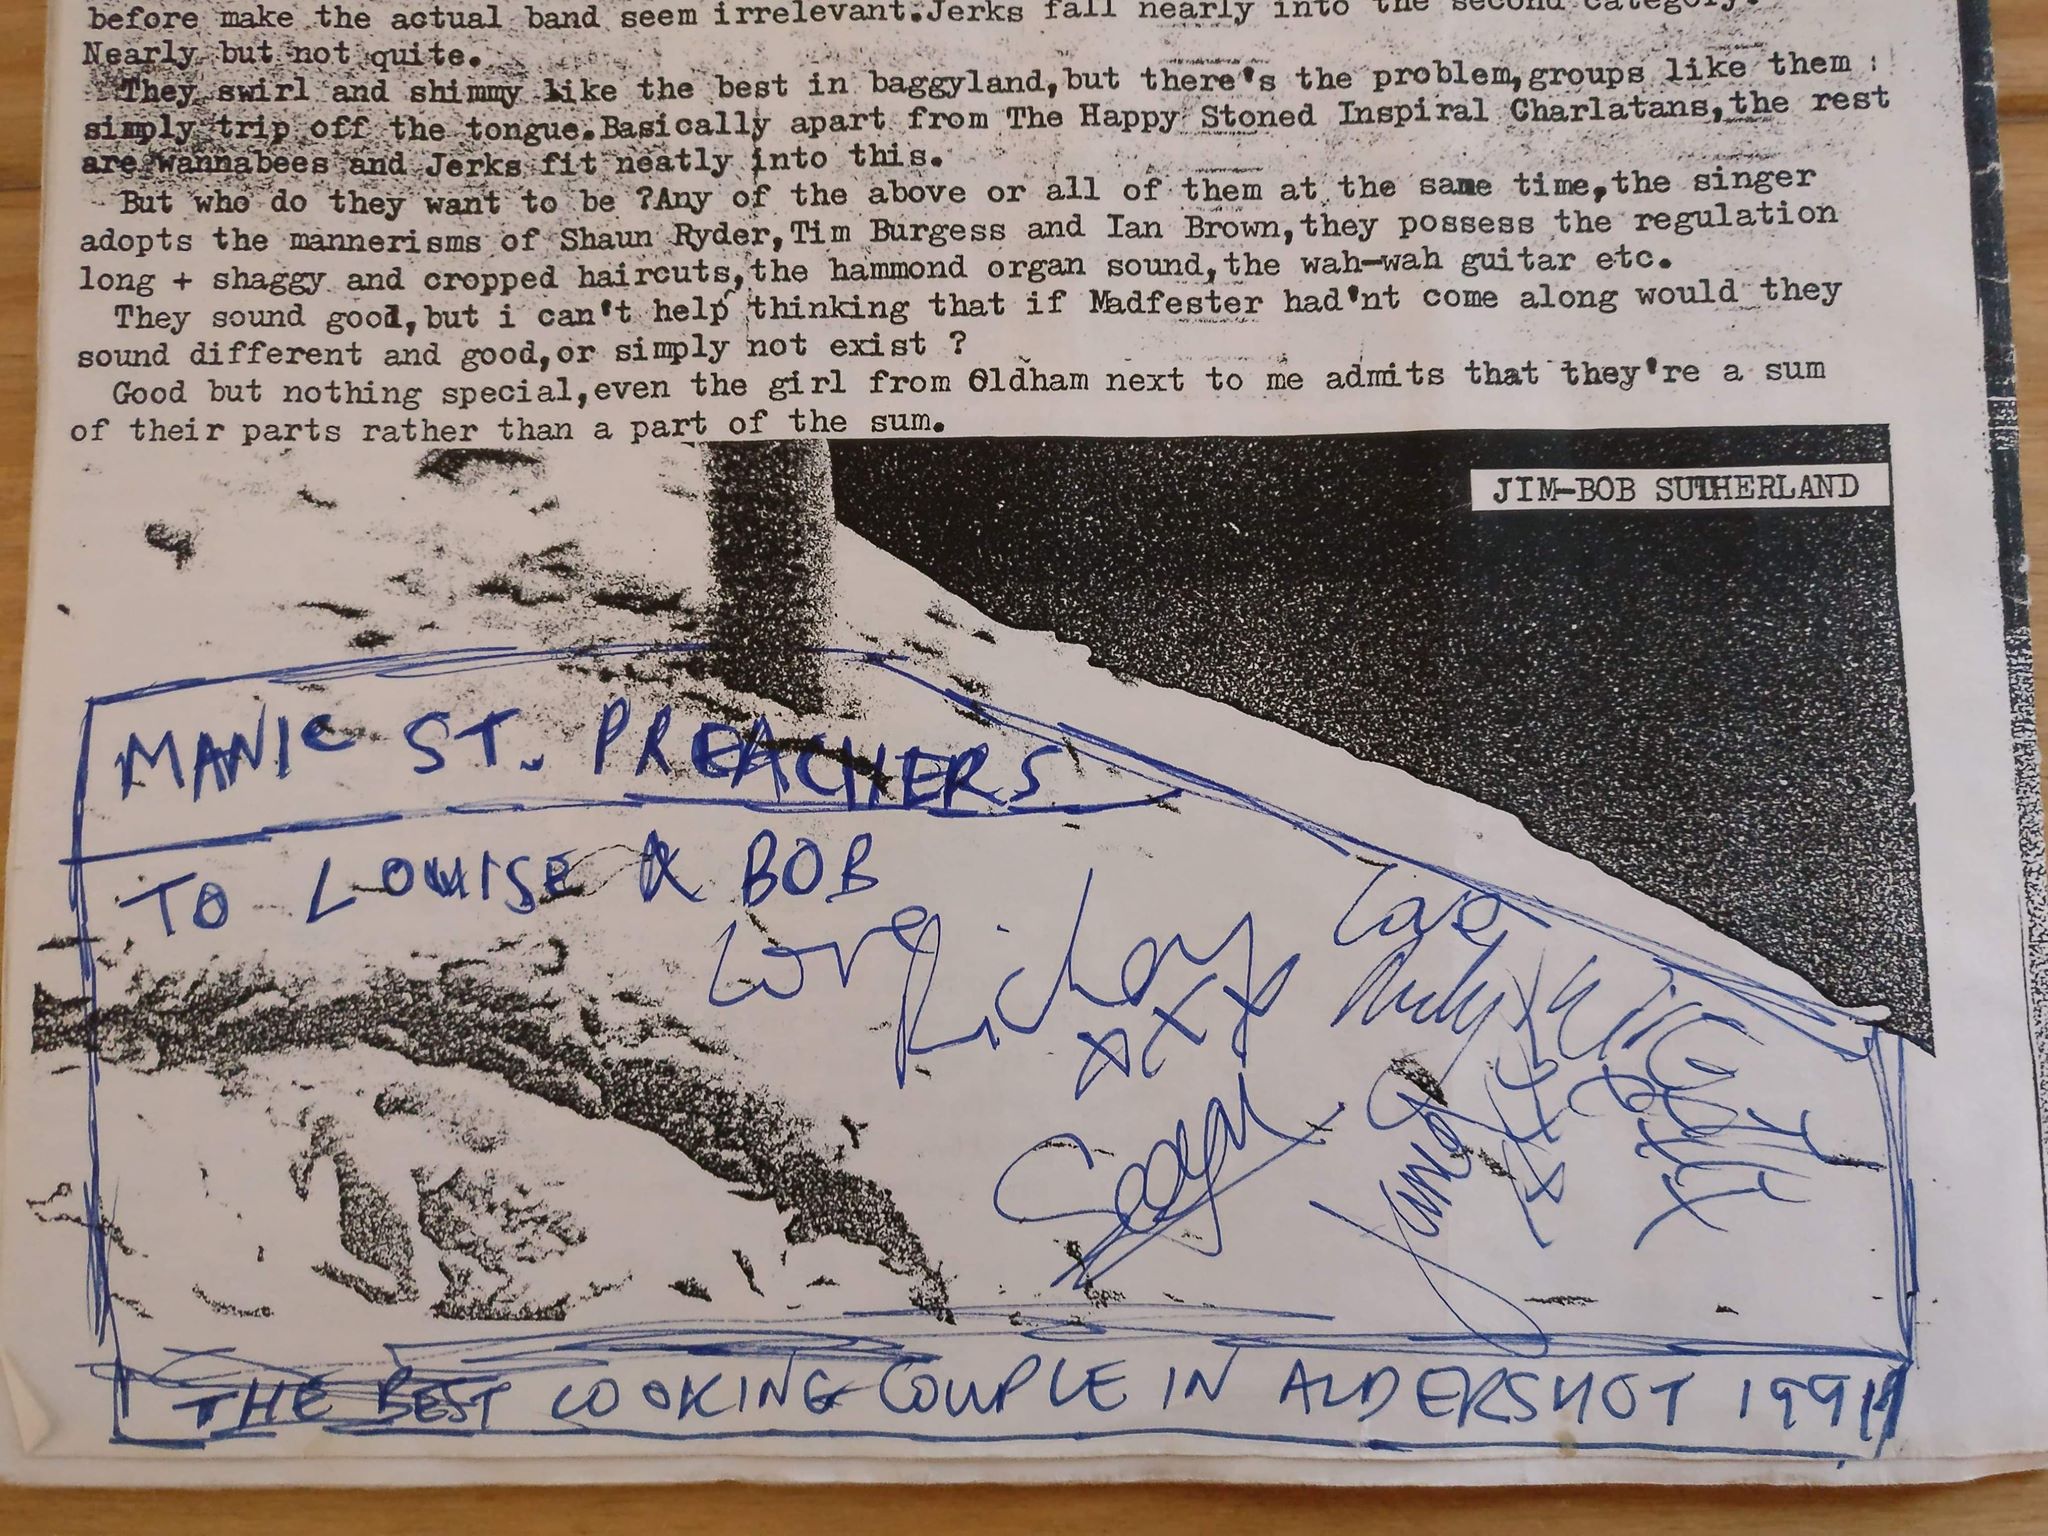 before make the actual band seem irrelevant.Jerks fall nearly into the second category.
Nearly but not quite.
They swirl and shimmy like the best in baggyland,but there's the problem,groups like them
simply trip off the tongue.Basically apart from The Happy Stoned Inspiral Charlatans,the rest
are wannabees and Jerks fit neatly into this.
But who do they want to be ?Any of the above or all of them at the same time,the singer
adopts the mannerisms of Shaun Ryder,Tim Burgess and Ian Brown,they possess the regulation
long + shaggy and cropped haircuts,the hammond organ sound,the wah-wah guitar etc.
They sound good,but i can't help thinking that if Madfester had'nt come along would they
sound different and good,or simply not exist ?
Good but nothing special,even the girl from Oldham next to me admits that they're a sum
of their parts rather than a part of the sum.
JIM-BOB SUTHERLAND
MANIC ST. PREACHERS
TO LOUISE & BOB
Love Richey xxx
Love Nicky
Sean
James
THE BEST LOOKING COUPLE IN ALDERSHOT 1991